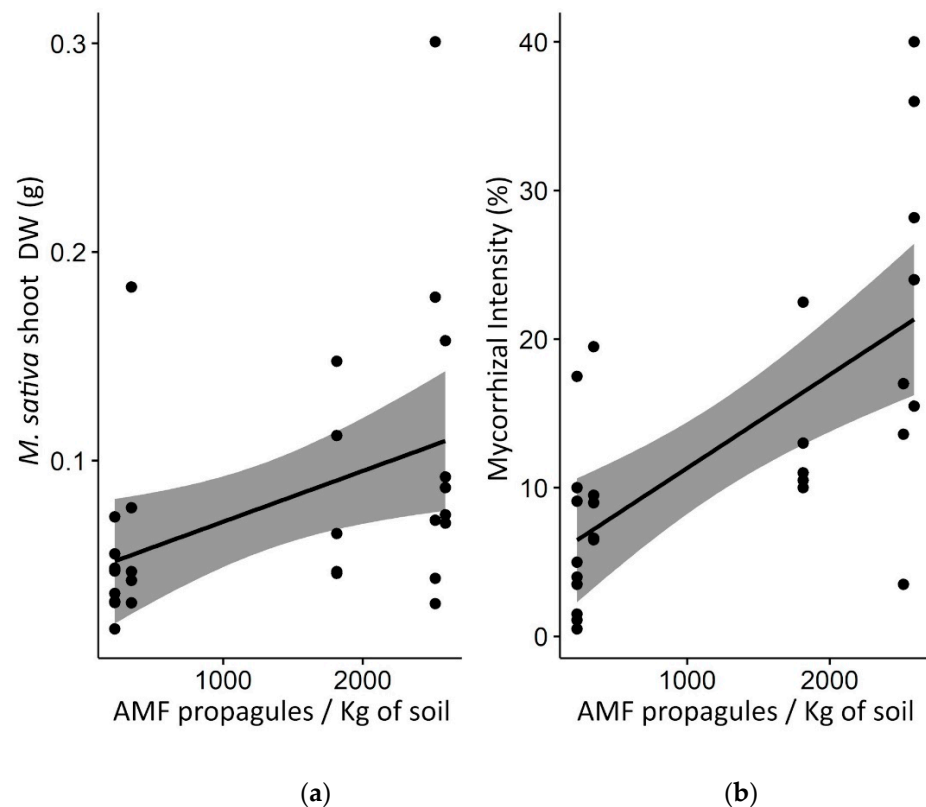 0.3
0.2
0.1
M. sativa shoot DW (g)
1000 2000
AMF propagules / Kg of soil
(a)
40
30
20
10
0
Mycorrhizal Intensity (%)
1000 2000
AMF propagules / Kg of soil
(b)